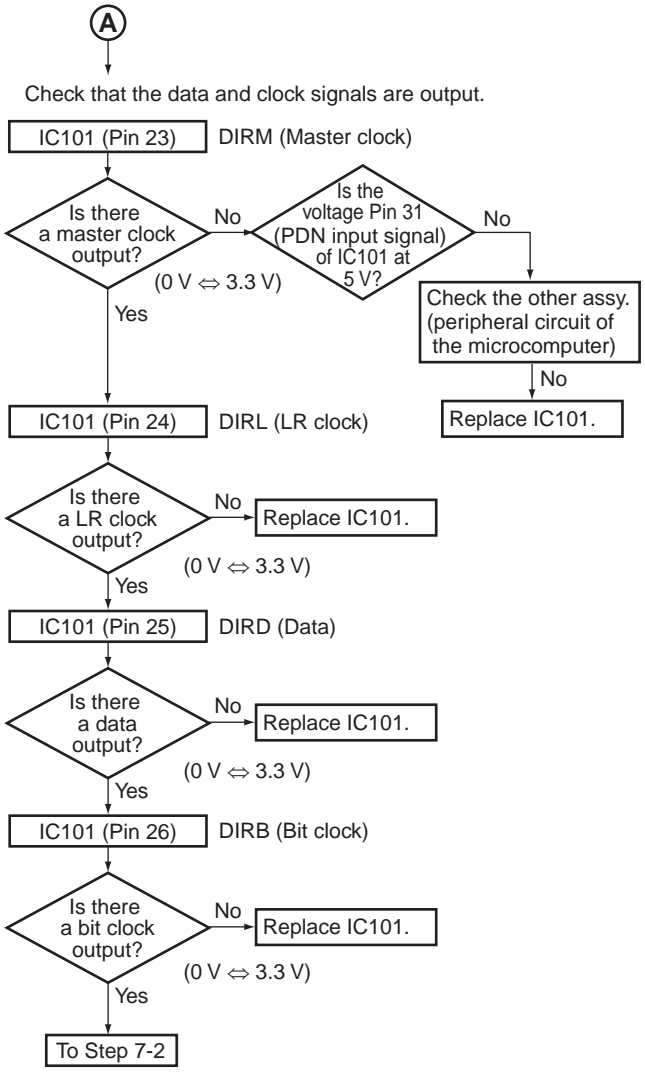 A
Check that the data and clock signals are output.
IC101 (Pin 23)
DIRM (Master clock)
Is there
a master clock
output?
No
Is the
voltage Pin 31
(PDN input signal)
of IC101 at
5 V?
No
(0 V ⇔ 3.3 V)
Yes
Check the other assy.
(peripheral circuit of
the microcomputer)
No
Replace IC101.
IC101 (Pin 24)
DIRL (LR clock)
Is there
a LR clock
output?
No
Replace IC101.
(0 V ⇔ 3.3 V)
Yes
IC101 (Pin 25)
DIRD (Data)
Is there
a data
output?
No
Replace IC101.
(0 V ⇔ 3.3 V)
Yes
IC101 (Pin 26)
DIRB (Bit clock)
Is there
a bit clock
output?
No
Replace IC101.
(0 V ⇔ 3.3 V)
Yes
To Step 7-2